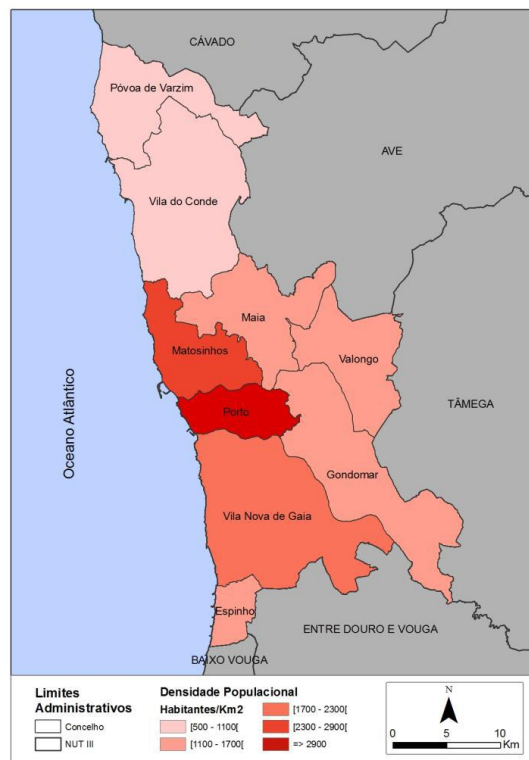 CÁVADO
Póvoa de Varzim
AVE
Vila do Conde
Maia
Matosinhos
Valongo
TÂMEGA
Porto
Oceano Atlântico
Gondomar
Vila Nova de Gaia
Espinho
ENTRE DOURO E VOUGA
BAIXO VOUGA
Limites
Administrativos
Concelho
NUT III
Densidade Populacional
Habitantes/Km2
[500 - 1100[
[1100 - 1700[
[1700 - 2300[
[2300 - 2900[
=> 2900
N
0 5 10
Km